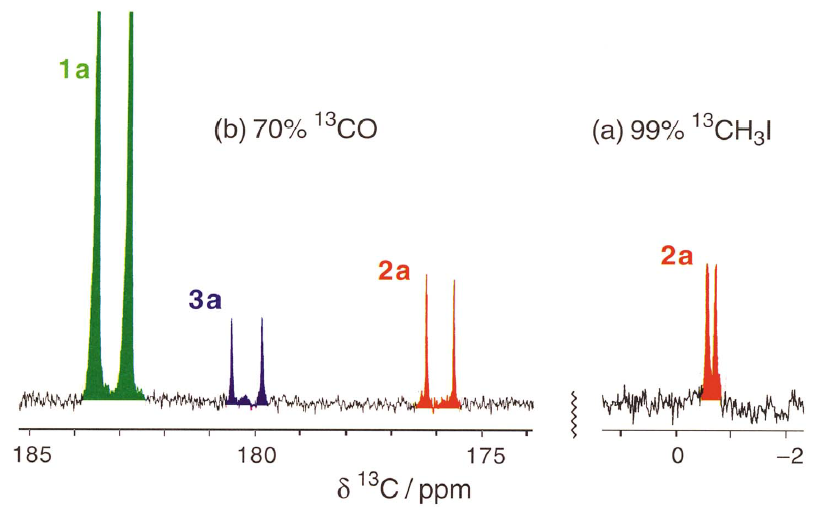 1a
(b) 70% ¹³CO
(a) 99% ¹³CH₃I
2a
2a
3a
185 180 175 0 −2
δ ¹³C / ppm